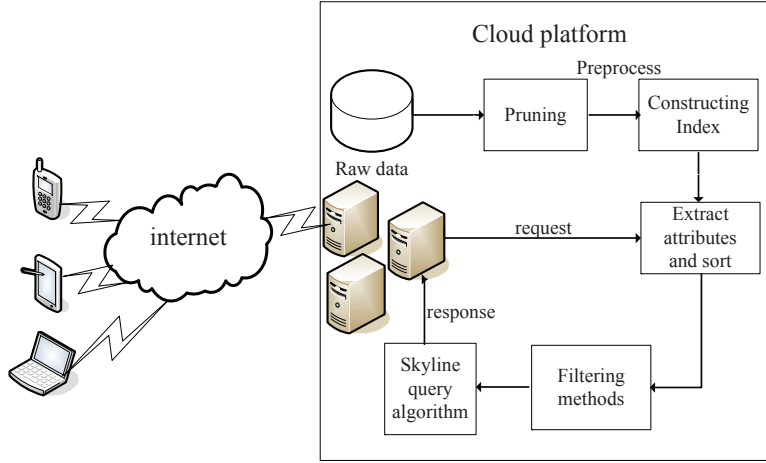 Cloud platform
Preprocess
Pruning
Constructing
Index
Raw data
internet
request
Extract
attributes
and sort
response
Skyline
query
algorithm
Filtering
methods